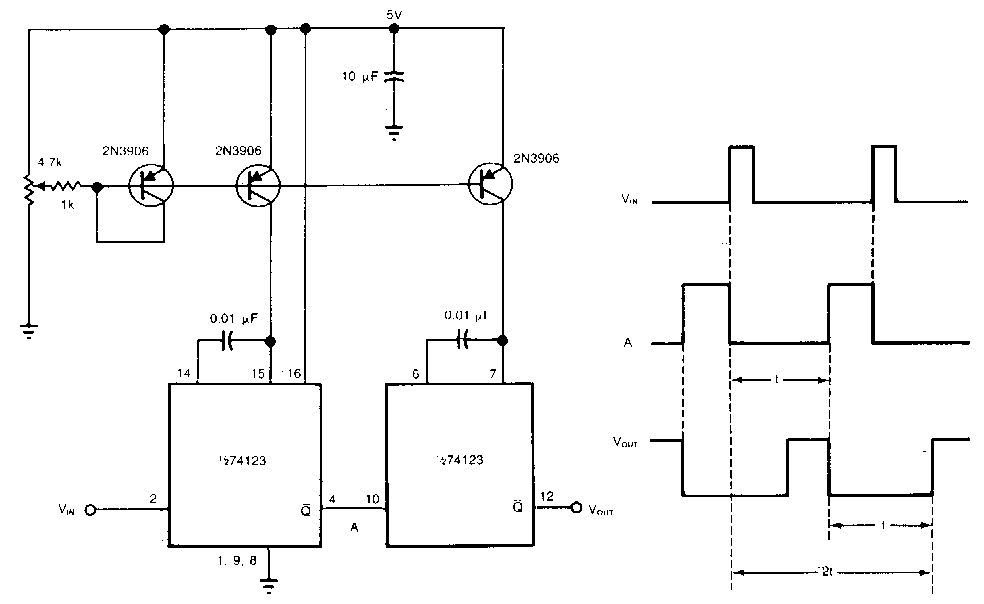 5V
10 µF
4.7k
2N3906
2N3906
2N3906
1k
0.01 µF
0.01 µF
14
15
16
6
7
½74123
½74123
VIN
2
Q̅
4
10
A
Q̅
12
VOUT
1, 9, 8
VIN
A
t
VOUT
t
2t